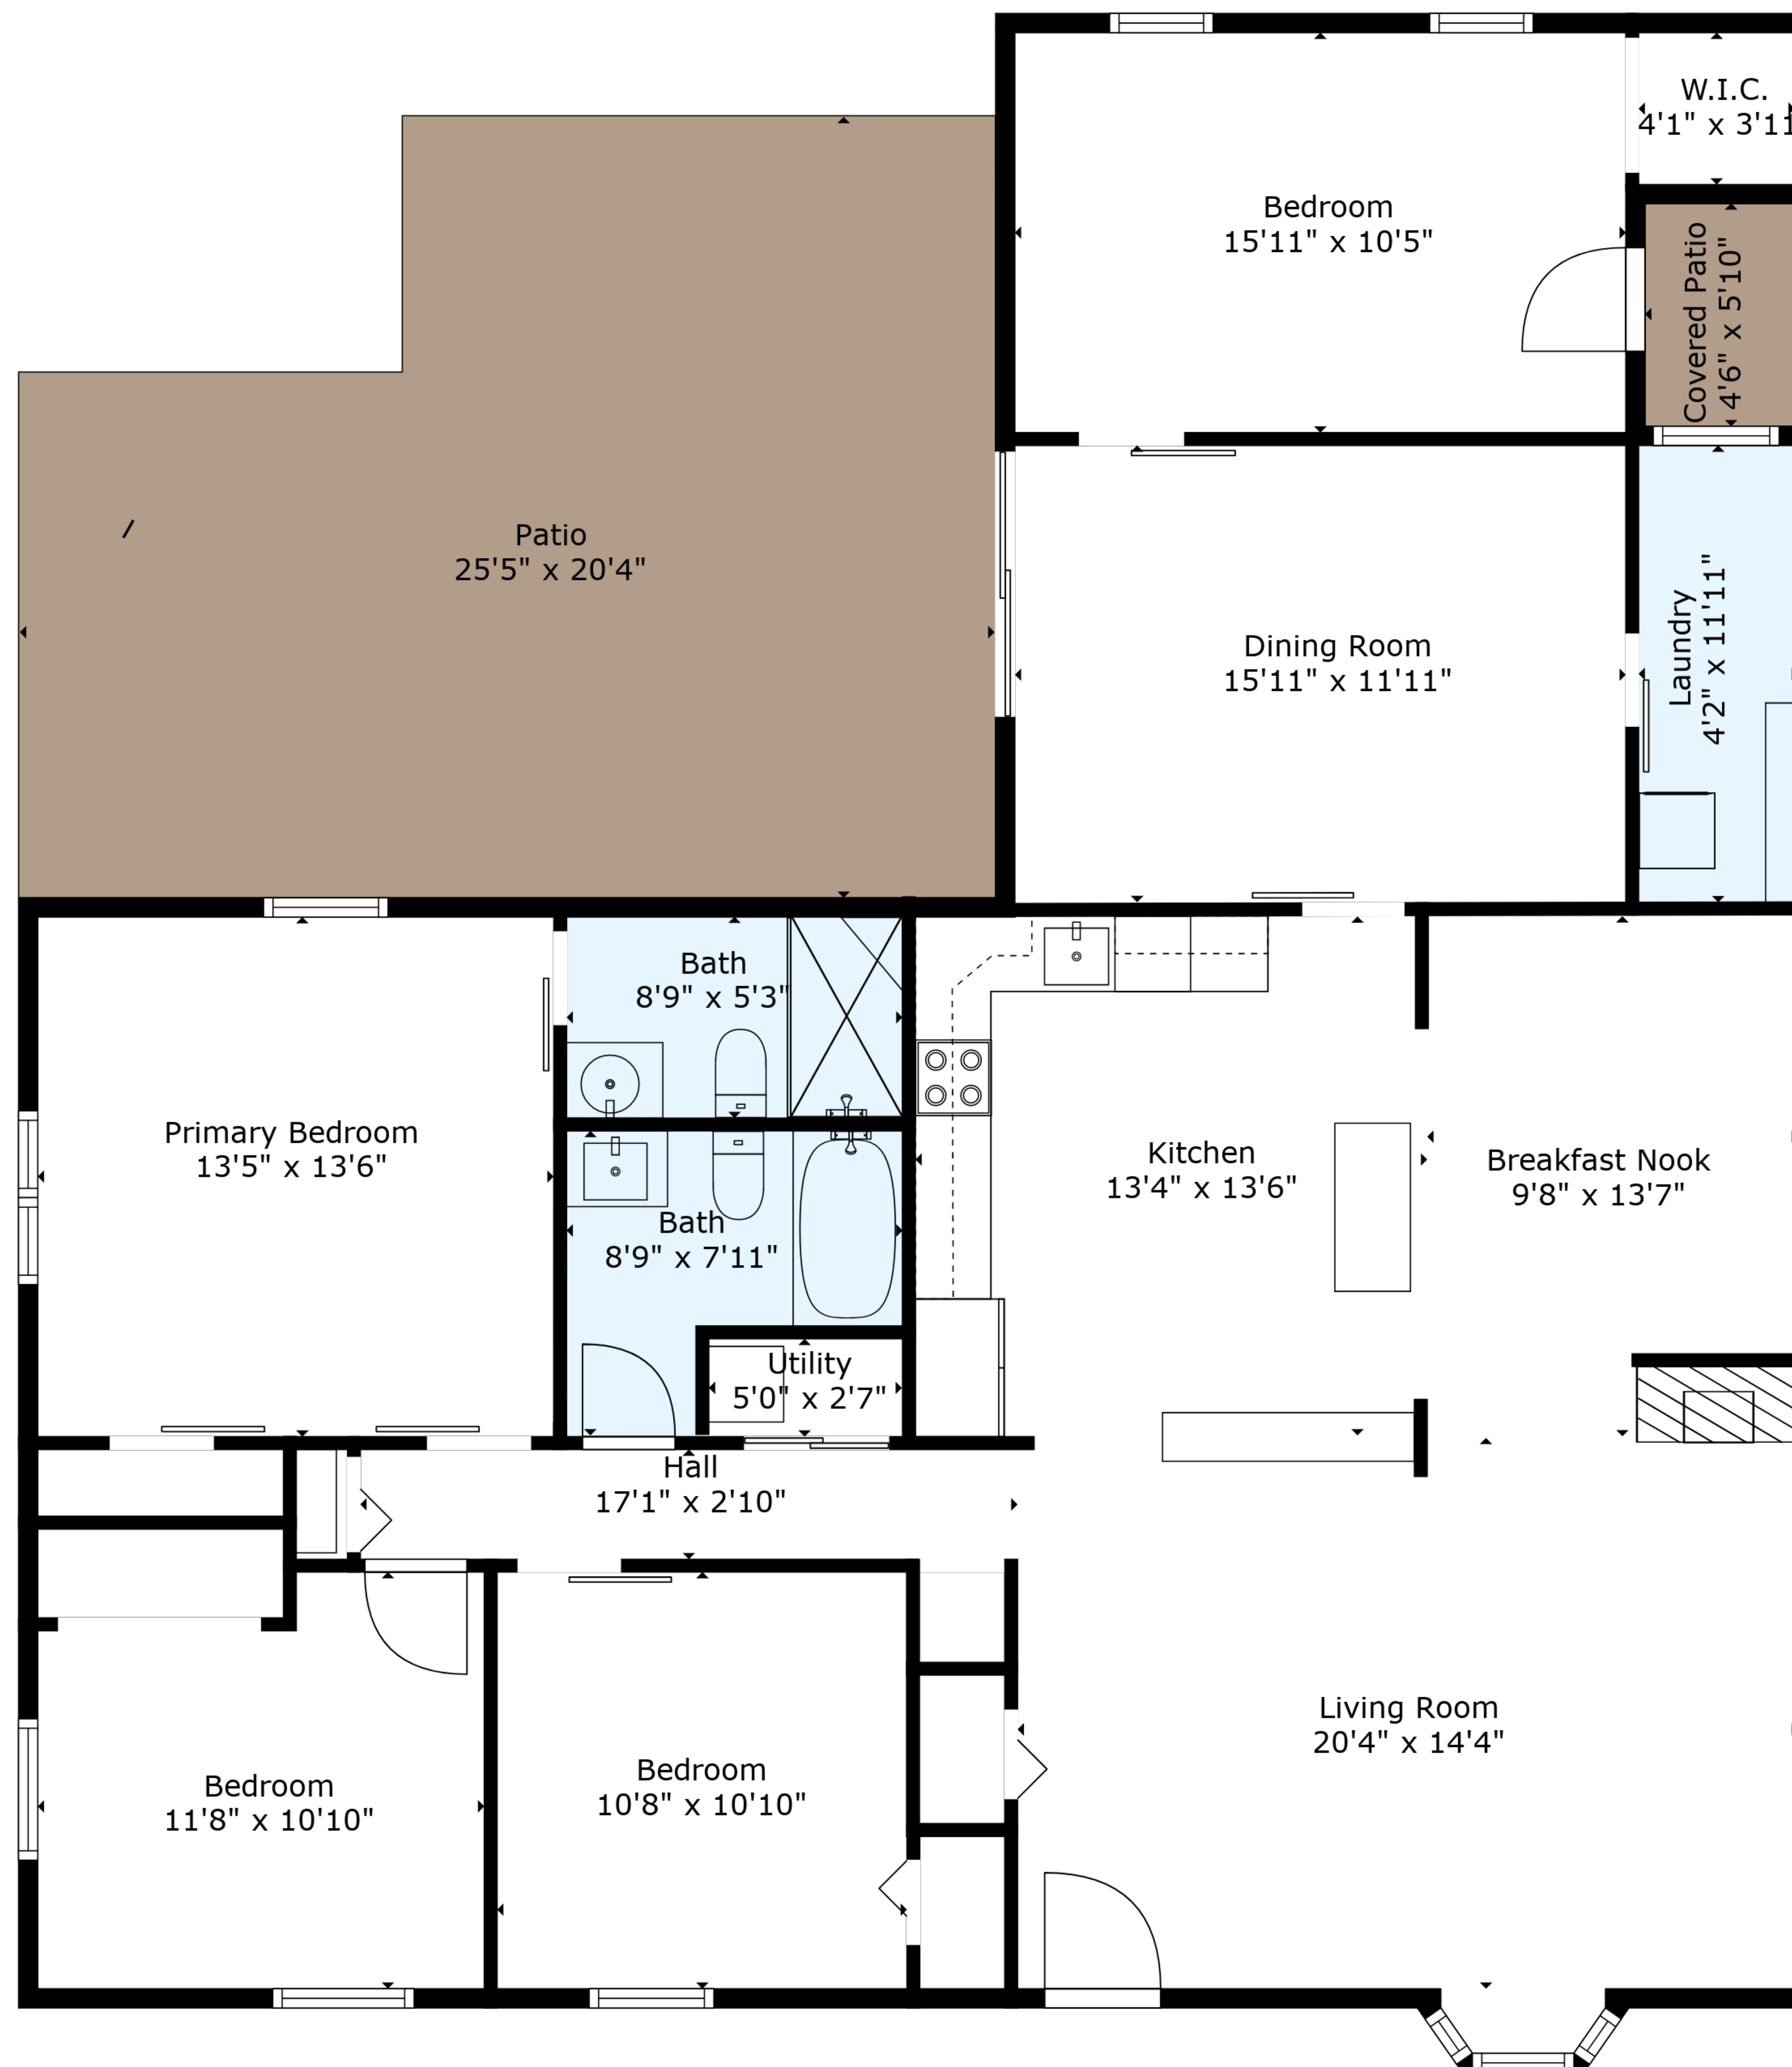 W.I.C.
4'1" x 3'11
Bedroom
15'11" x 10'5"
Covered Patio
4'6" x 5'10"
Patio
25'5" x 20'4"
Dining Room
15'11" x 11'11"
Laundry
4'2" x 11'11"
Bath
8'9" x 5'3"
Primary Bedroom
13'5" x 13'6"
Kitchen
13'4" x 13'6"
Breakfast Nook
9'8" x 13'7"
Bath
8'9" x 7'11"
Utility
5'0" x 2'7"
Hall
17'1" x 2'10"
Living Room
20'4" x 14'4"
Bedroom
11'8" x 10'10"
Bedroom
10'8" x 10'10"